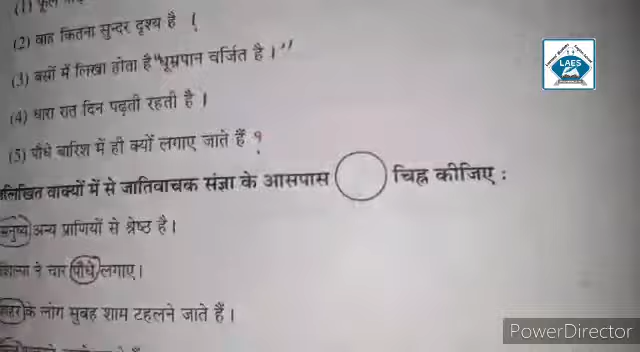 (1) फूल
(2) वाह कितना सुन्दर दृश्य है !
(3) बसों में लिखा होता है "धूम्रपान वर्जित है ।"
(4) धारा रात दिन पढ़ती रहती है ।
(5) पौधे बारिश में ही क्यों लगाए जाते हैं ?
लिखित वाक्यों में से जातिवाचक संज्ञा के आसपास चिह्न कीजिए :
मनुष्य अन्य प्राणियों से श्रेष्ठ है ।
ने चार पौधे लगाए ।
शहर के लोग सुबह शाम टहलने जाते हैं ।
LAES
PowerDirector